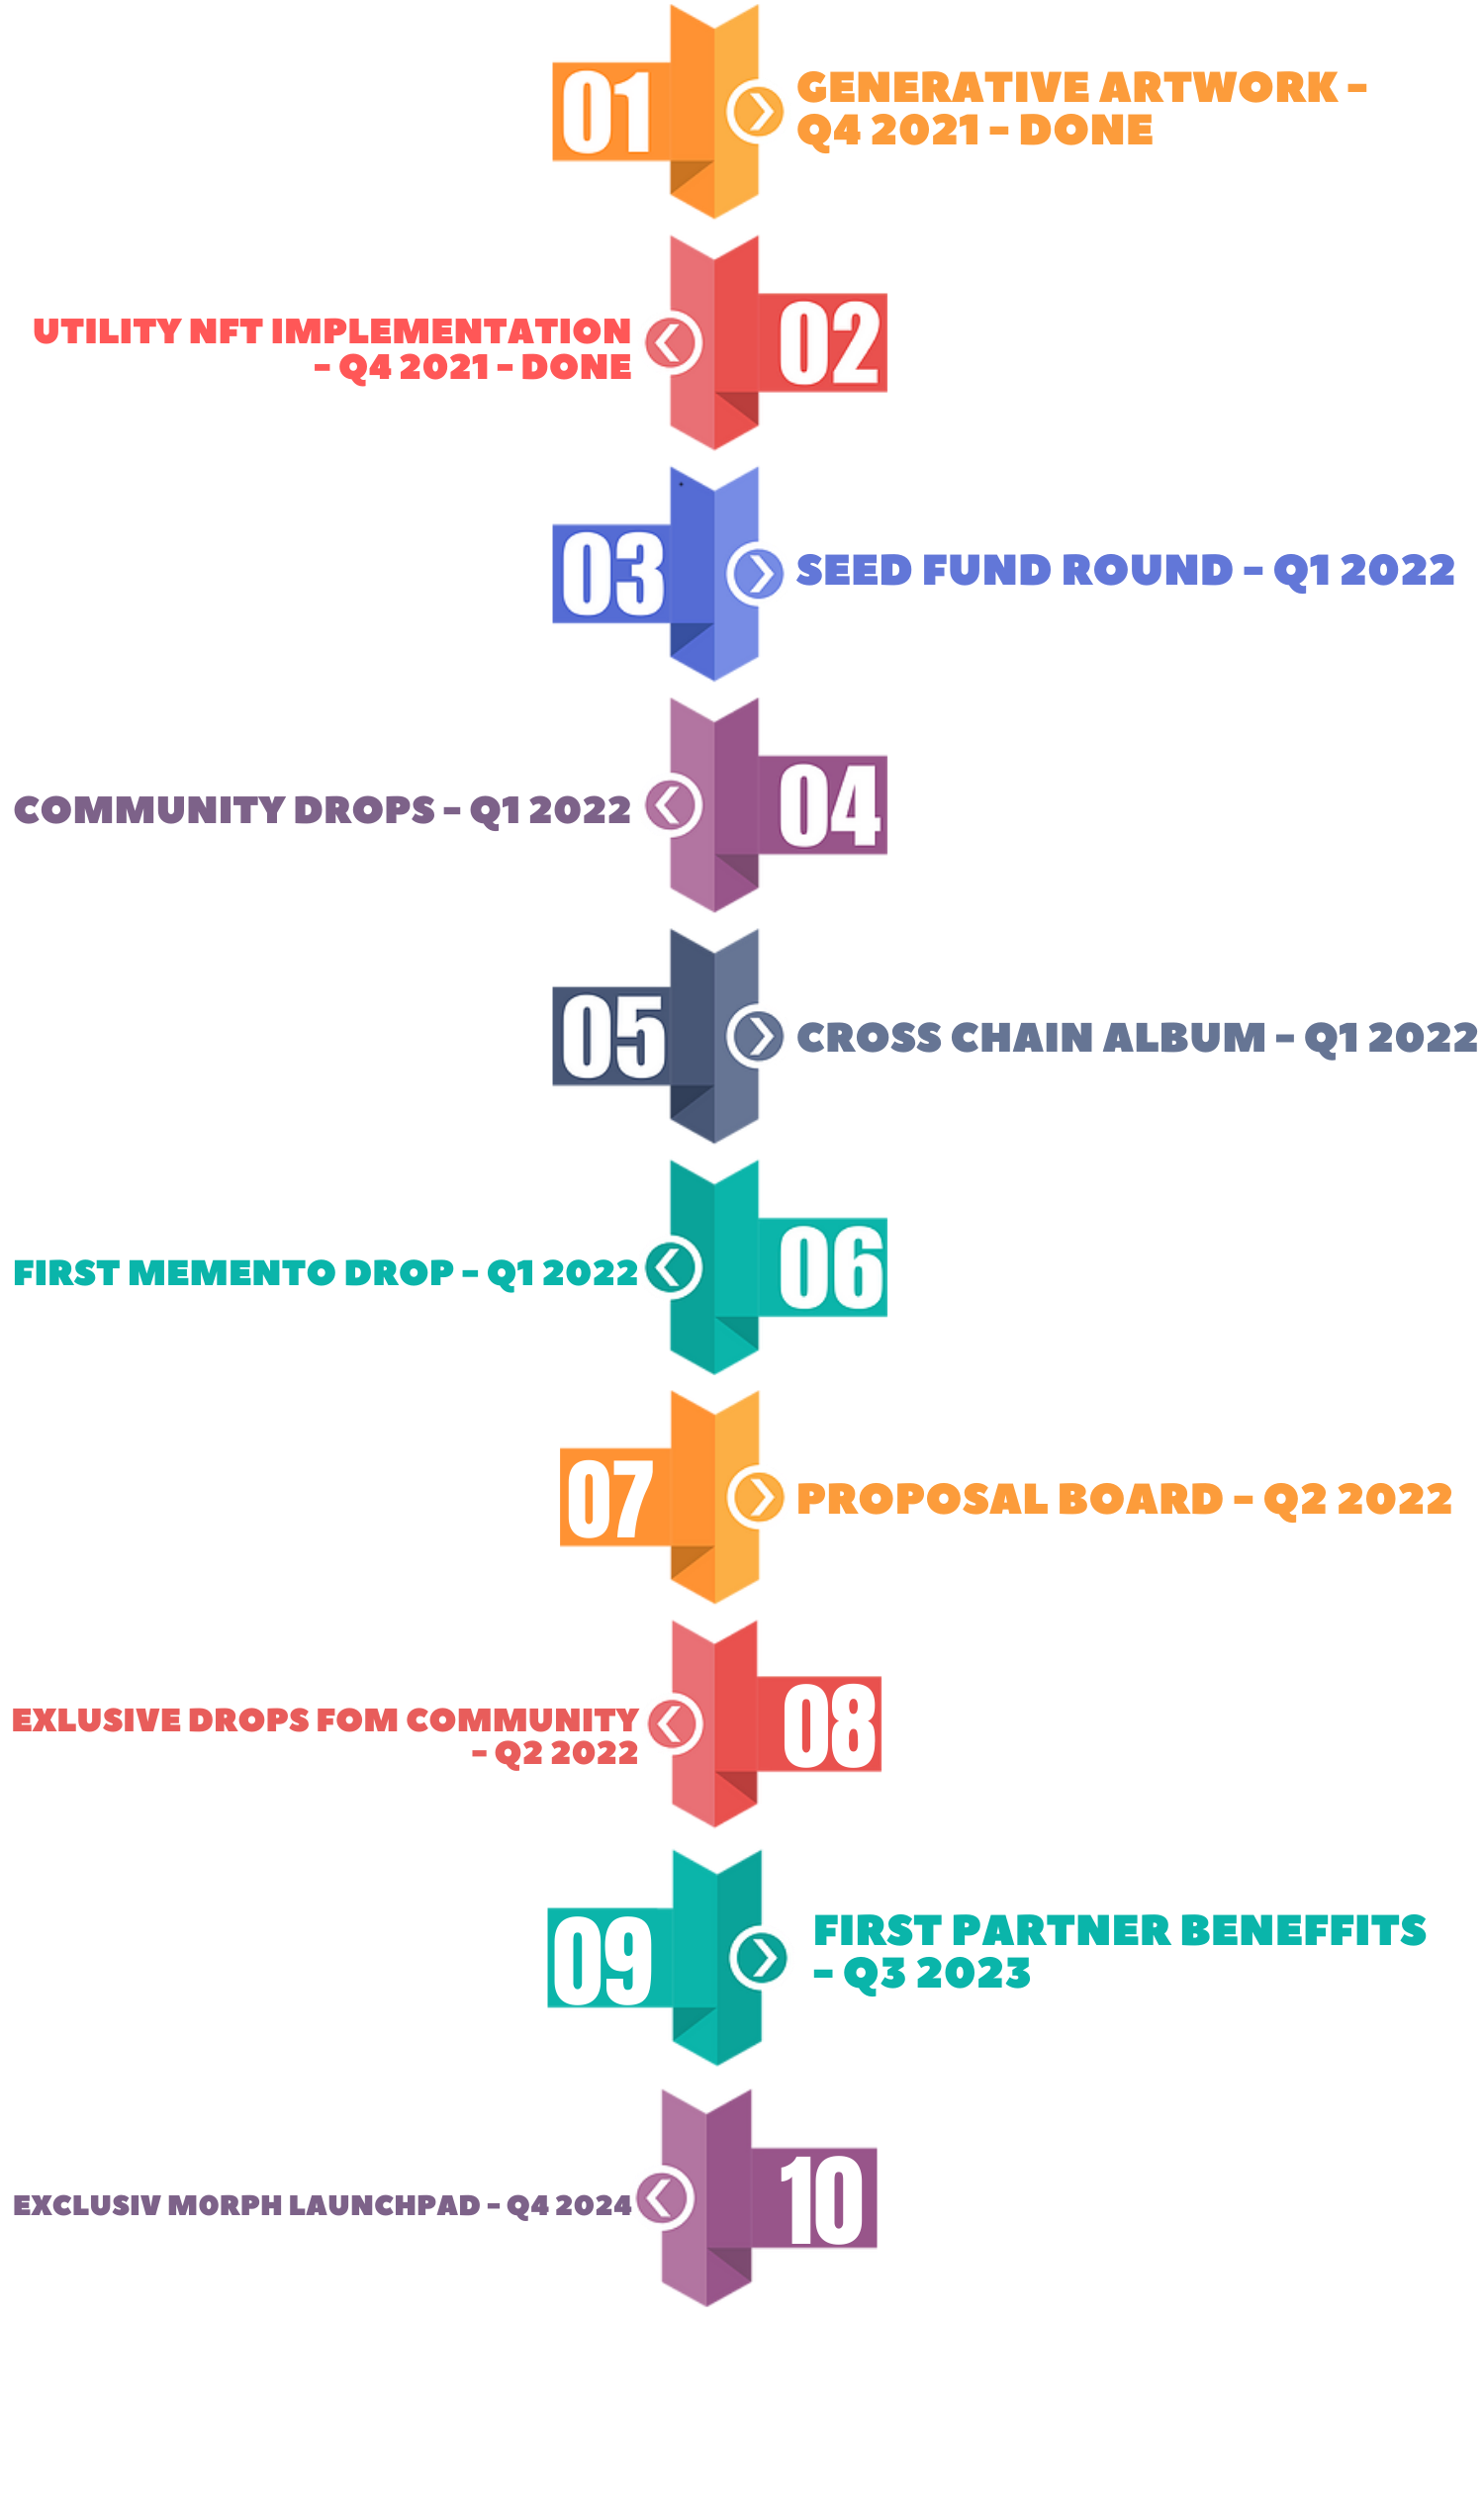 01
GENERATIVE ARTWORK –
Q4 2021 – DONE
UTILITY NFT IMPLEMENTATION
– Q4 2021 – DONE
02
03
SEED FUND ROUND – Q1 2022
COMMUNITY DROPS – Q1 2022
04
05
CROSS CHAIN ALBUM – Q1 2022
FIRST MEMENTO DROP – Q1 2022
06
07
PROPOSAL BOARD – Q2 2022
EXLUSIVE DROPS FOM COMMUNITY
– Q2 2022
08
09
FIRST PARTNER BENEFFITS
– Q3 2023
EXCLUSIV MORPH LAUNCHPAD – Q4 2024
10